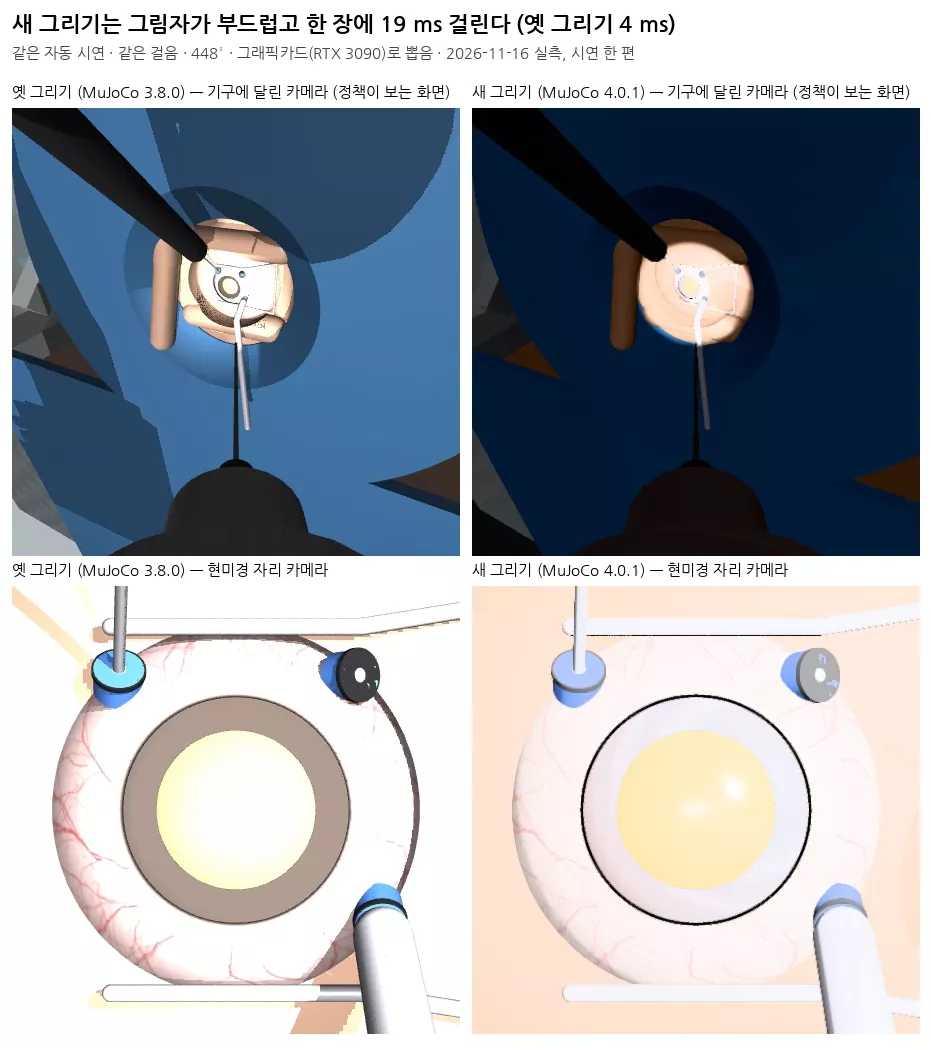 새 그리기는 그림자가 부드럽고 한 장에 19 ms 걸린다 (옛 그리기 4 ms)
같은 자동 시연 · 같은 걸음 · 448² · 그래픽카드(RTX 3090)로 뽑음 · 2026-11-16 실측, 시연 한 편
옛 그리기 (MuJoCo 3.8.0) — 기구에 달린 카메라 (정책이 보는 화면)
새 그리기 (MuJoCo 4.0.1) — 기구에 달린 카메라 (정책이 보는 화면)
옛 그리기 (MuJoCo 3.8.0) — 현미경 자리 카메라
새 그리기 (MuJoCo 4.0.1) — 현미경 자리 카메라